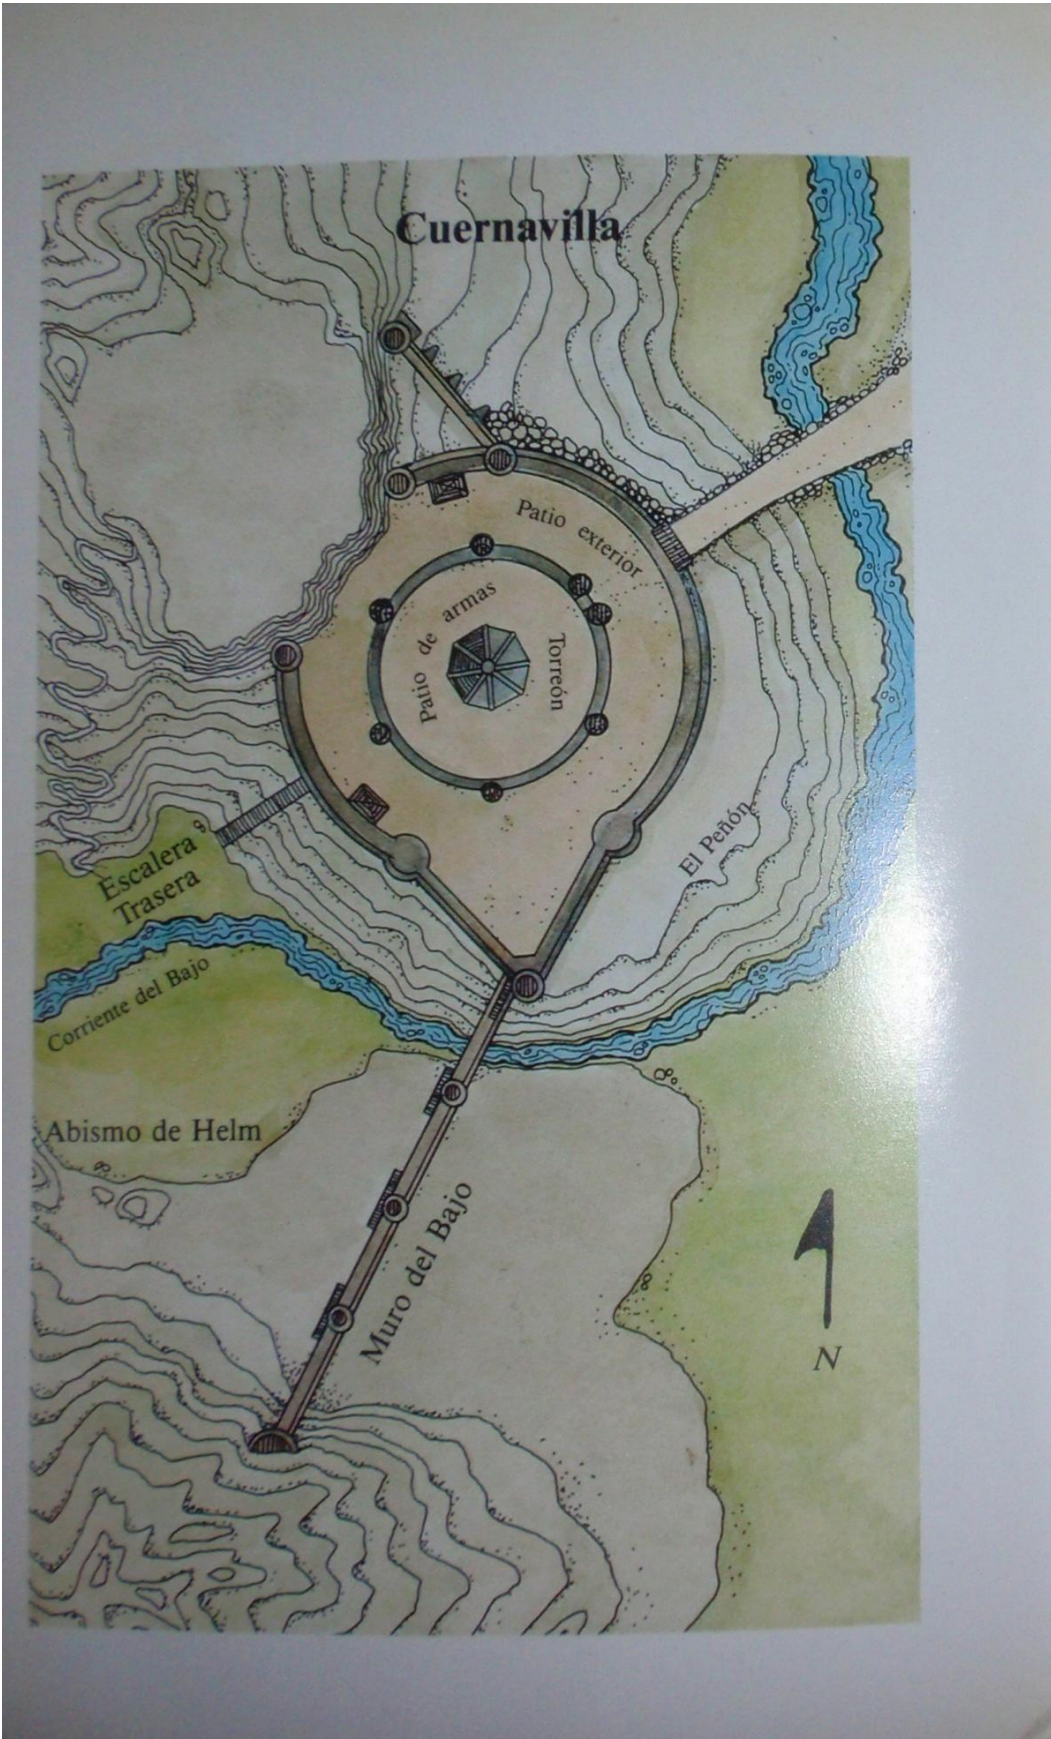 Cuernavilla
Patio exterior
Patio de armas
Torreón
El Peñón
Escalera
Trasera
Corriente del Bajo
Abismo de Helm
Muro del Bajo
N